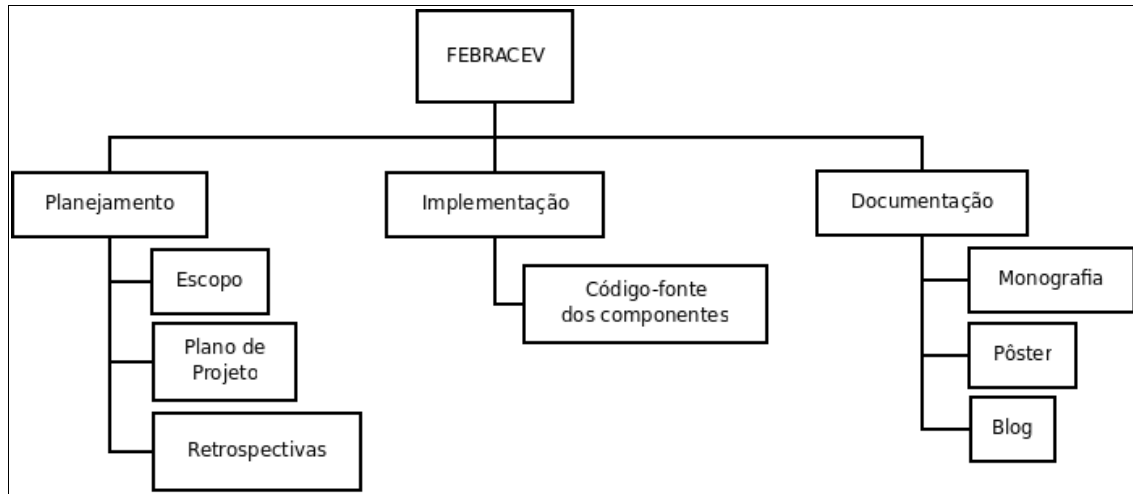 FEBRACEV
Planejamento
Implementação
Documentação
Escopo
Plano de
Projeto
Retrospectivas
Código-fonte
dos componentes
Monografia
Pôster
Blog